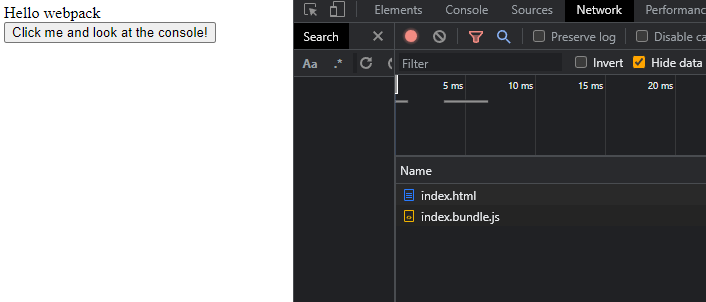 Hello webpack
Click me and look at the console!
Elements Console Sources Network Performance
Search
Preserve log Disable ca
Aa .*
Filter Invert Hide data
5 ms 10 ms 15 ms 20 ms
Name
index.html
index.bundle.js